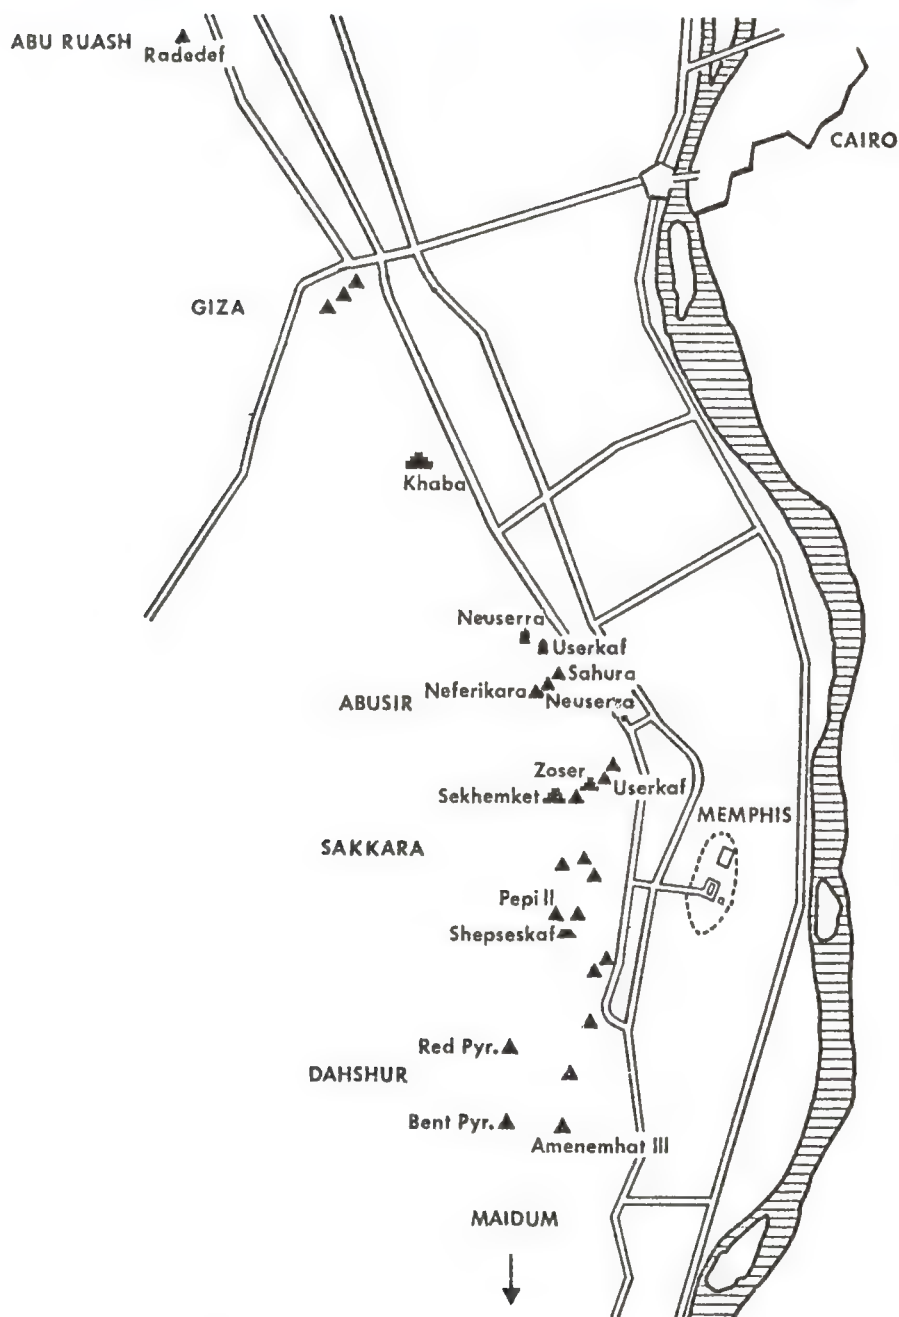 ABU RUASH
Radedef
CAIRO
GIZA
Khaba
Neuserra
Userkaf
Sahura
Neferikara
ABUSIR
Neuserra
Zoser
Userkaf
Sekhemket
MEMPHIS
SAKKARA
Pepi II
Shepseskaf
Red Pyr.
DAHSHUR
Bent Pyr.
Amenemhat III
MAIDUM